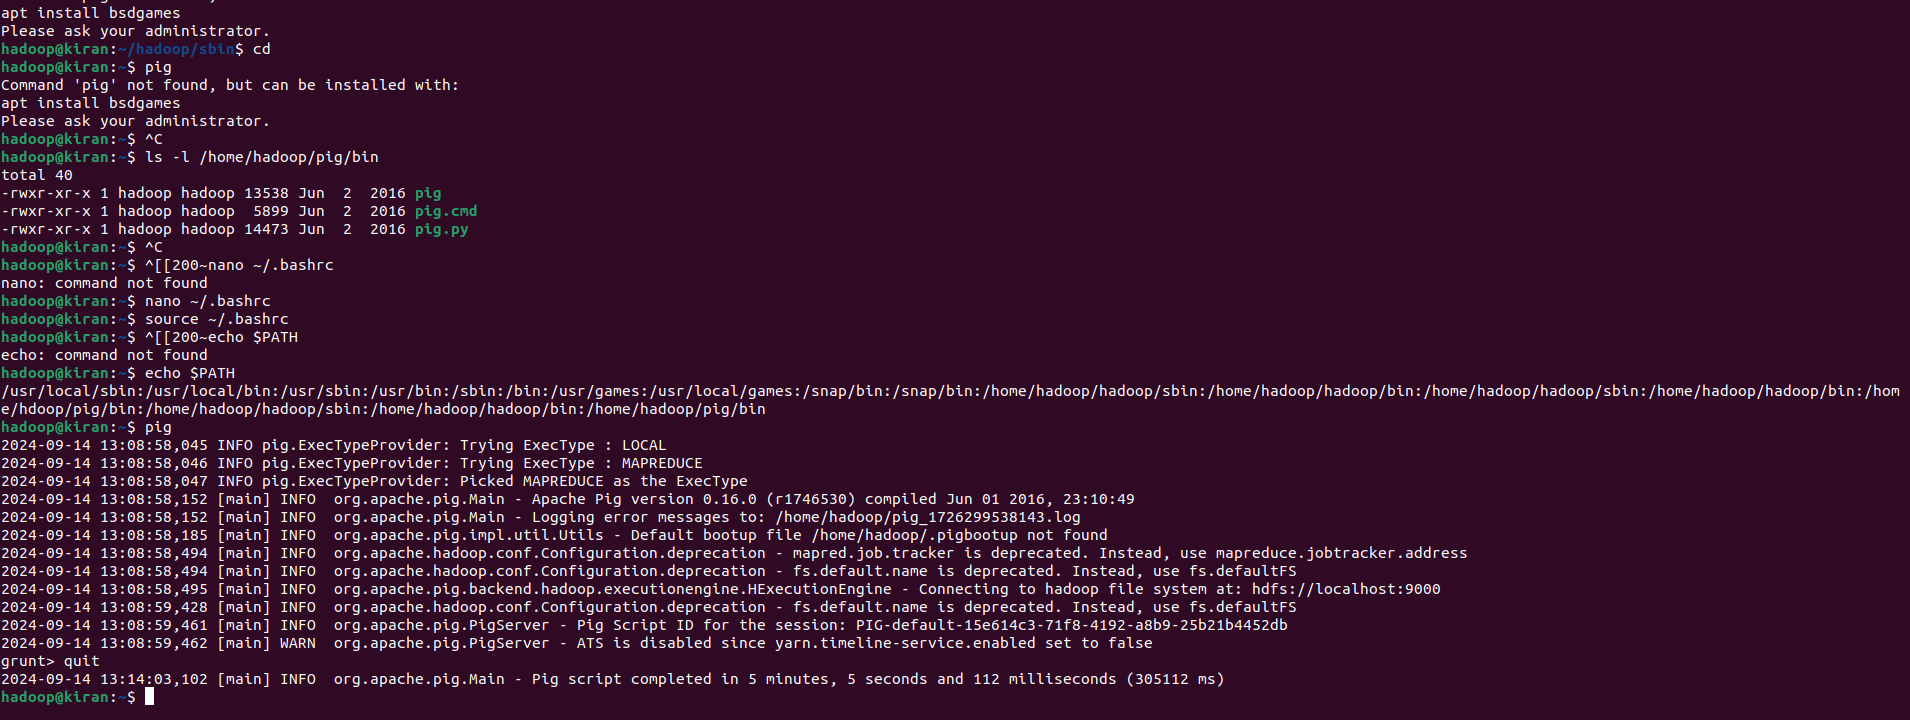 apt install bsdgames
Please ask your administrator.
hadoop@kiran:~/hadoop/sbin$ cd
hadoop@kiran:~$ pig
Command 'pig' not found, but can be installed with:
apt install bsdgames
Please ask your administrator.
hadoop@kiran:~$ ^C
hadoop@kiran:~$ ls -l /home/hadoop/pig/bin
total 40
-rwxr-xr-x 1 hadoop hadoop 13538 Jun  2  2016 pig
-rwxr-xr-x 1 hadoop hadoop  5899 Jun  2  2016 pig.cmd
-rwxr-xr-x 1 hadoop hadoop 14473 Jun  2  2016 pig.py
hadoop@kiran:~$ ^C
hadoop@kiran:~$ ^[[200~nano ~/.bashrc
nano: command not found
hadoop@kiran:~$ nano ~/.bashrc
hadoop@kiran:~$ source ~/.bashrc
hadoop@kiran:~$ ^[[200~echo $PATH
echo: command not found
hadoop@kiran:~$ echo $PATH
/usr/local/sbin:/usr/local/bin:/usr/sbin:/usr/bin:/sbin:/bin:/usr/games:/usr/local/games:/snap/bin:/snap/bin:/home/hadoop/hadoop/sbin:/home/hadoop/hadoop/bin:/home/hadoop/hadoop/sbin:/home/hadoop/hadoop/bin:/hom
e/hdoop/pig/bin:/home/hadoop/hadoop/sbin:/home/hadoop/hadoop/bin:/home/hadoop/pig/bin
hadoop@kiran:~$ pig
2024-09-14 13:08:58,045 INFO pig.ExecTypeProvider: Trying ExecType : LOCAL
2024-09-14 13:08:58,046 INFO pig.ExecTypeProvider: Trying ExecType : MAPREDUCE
2024-09-14 13:08:58,047 INFO pig.ExecTypeProvider: Picked MAPREDUCE as the ExecType
2024-09-14 13:08:58,152 [main] INFO  org.apache.pig.Main - Apache Pig version 0.16.0 (r1746530) compiled Jun 01 2016, 23:10:49
2024-09-14 13:08:58,152 [main] INFO  org.apache.pig.Main - Logging error messages to: /home/hadoop/pig_1726299538143.log
2024-09-14 13:08:58,185 [main] INFO  org.apache.pig.impl.util.Utils - Default bootup file /home/hadoop/.pigbootup not found
2024-09-14 13:08:58,494 [main] INFO  org.apache.hadoop.conf.Configuration.deprecation - mapred.job.tracker is deprecated. Instead, use mapreduce.jobtracker.address
2024-09-14 13:08:58,494 [main] INFO  org.apache.hadoop.conf.Configuration.deprecation - fs.default.name is deprecated. Instead, use fs.defaultFS
2024-09-14 13:08:58,495 [main] INFO  org.apache.pig.backend.hadoop.executionengine.HExecutionEngine - Connecting to hadoop file system at: hdfs://localhost:9000
2024-09-14 13:08:59,428 [main] INFO  org.apache.hadoop.conf.Configuration.deprecation - fs.default.name is deprecated. Instead, use fs.defaultFS
2024-09-14 13:08:59,461 [main] INFO  org.apache.pig.PigServer - Pig Script ID for the session: PIG-default-15e614c3-71f8-4192-a8b9-25b21b4452db
2024-09-14 13:08:59,462 [main] WARN  org.apache.pig.PigServer - ATS is disabled since yarn.timeline-service.enabled set to false
grunt> quit
2024-09-14 13:14:03,102 [main] INFO  org.apache.pig.Main - Pig script completed in 5 minutes, 5 seconds and 112 milliseconds (305112 ms)
hadoop@kiran:~$